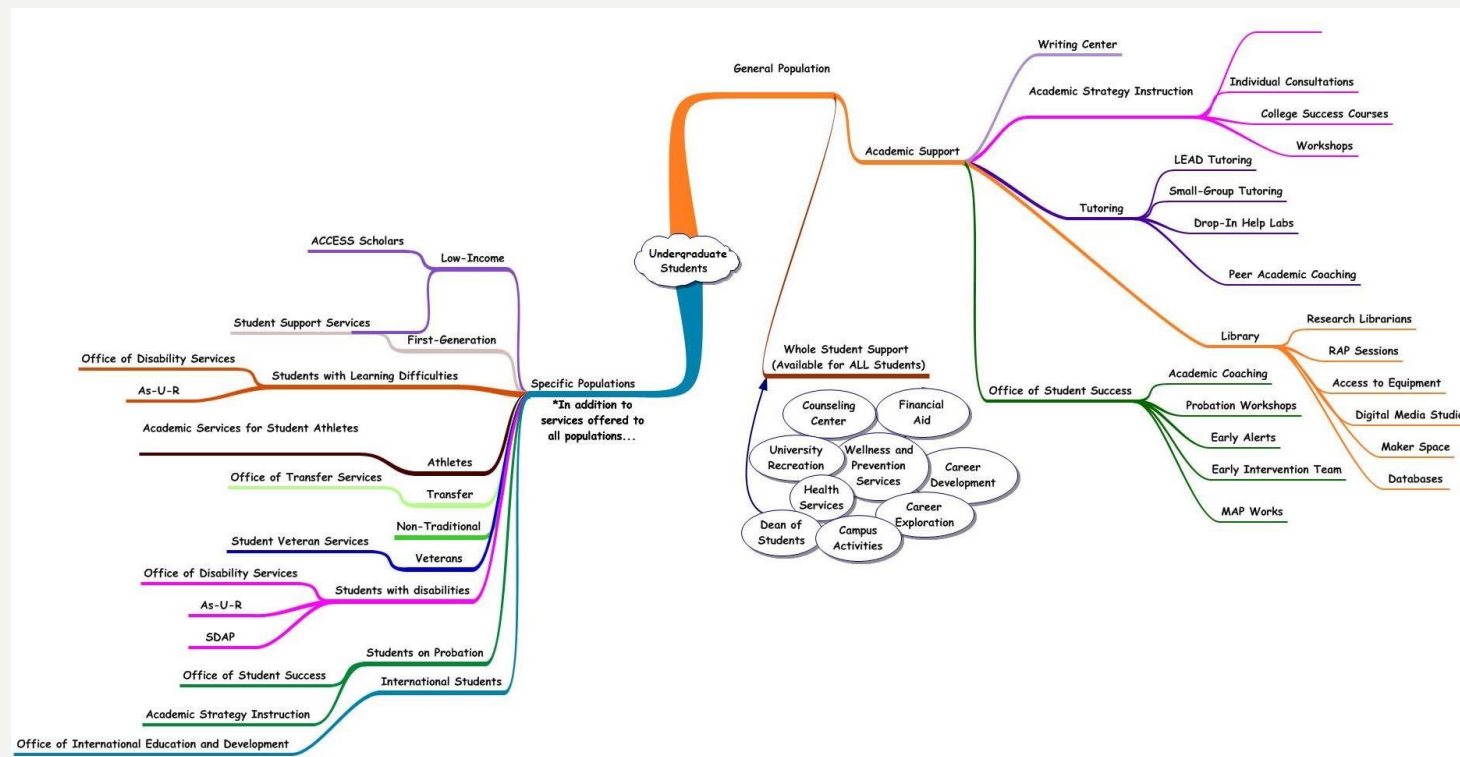 General Population
Writing Center
Academic Strategy Instruction
Individual Consultations
College Success Courses
Workshops
Academic Support
LEAD Tutoring
Small-Group Tutoring
Tutoring
Drop-In Help Labs
Peer Academic Coaching
Undergraduate
Students
Library
Research Librarians
RAP Sessions
Access to Equipment
Digital Media Studio
Maker Space
Databases
Office of Student Success
Academic Coaching
Probation Workshops
Early Alerts
Early Intervention Team
MAP Works
Whole Student Support
(Available for ALL Students)
Counseling
Center
Financial
Aid
University
Recreation
Wellness and
Prevention
Services
Career
Development
Health
Services
Career
Exploration
Dean of
Students
Campus
Activities
Specific Populations
*In addition to
services offered to
all populations...
ACCESS Scholars
Low-Income
Student Support Services
First-Generation
Office of Disability Services
Students with Learning Difficulties
As-U-R
Academic Services for Student Athletes
Athletes
Office of Transfer Services
Transfer
Non-Traditional
Student Veteran Services
Veterans
Office of Disability Services
Students with disabilities
As-U-R
SDAP
Students on Probation
Office of Student Success
Academic Strategy Instruction
International Students
Office of International Education and Development